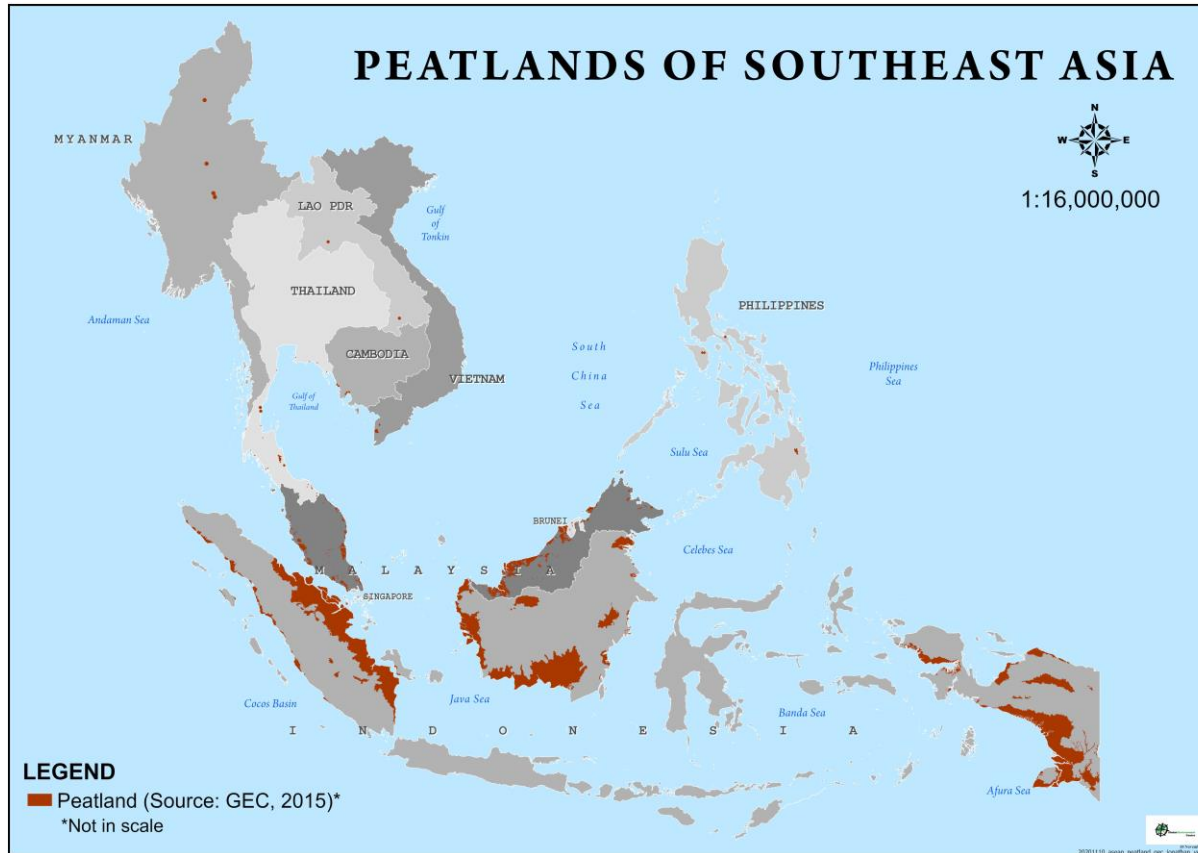 PEATLANDS OF SOUTHEAST ASIA
N
W E
S
1:16,000,000
MYANMAR
LAO PDR
Gulf
of
Tonkin
THAILAND
PHILIPPINES
Andaman Sea
CAMBODIA
South
China
Sea
VIETNAM
Philippines
Sea
Gulf of
Thailand
Sulu Sea
BRUNEI
Celebes Sea
MALAYSIA
SINGAPORE
Cocos Basin
Java Sea
Banda Sea
INDONESIA
Afura Sea
LEGEND
Peatland (Source: GEC, 2015)*
*Not in scale